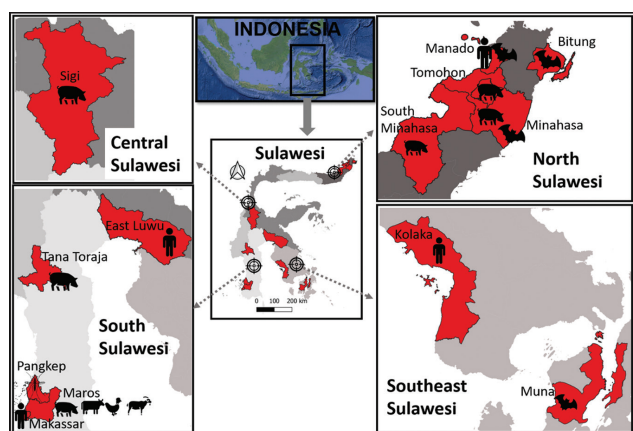 INDONESIA
Sigi
Central
Sulawesi
Manado
Bitung
Tomohon
South
Minahasa
Minahasa
North
Sulawesi
Sulawesi
0 100 200 km
East Luwu
Tana Toraja
South
Sulawesi
Pangkep
Maros
Makassar
Kolaka
Muna
Southeast
Sulawesi